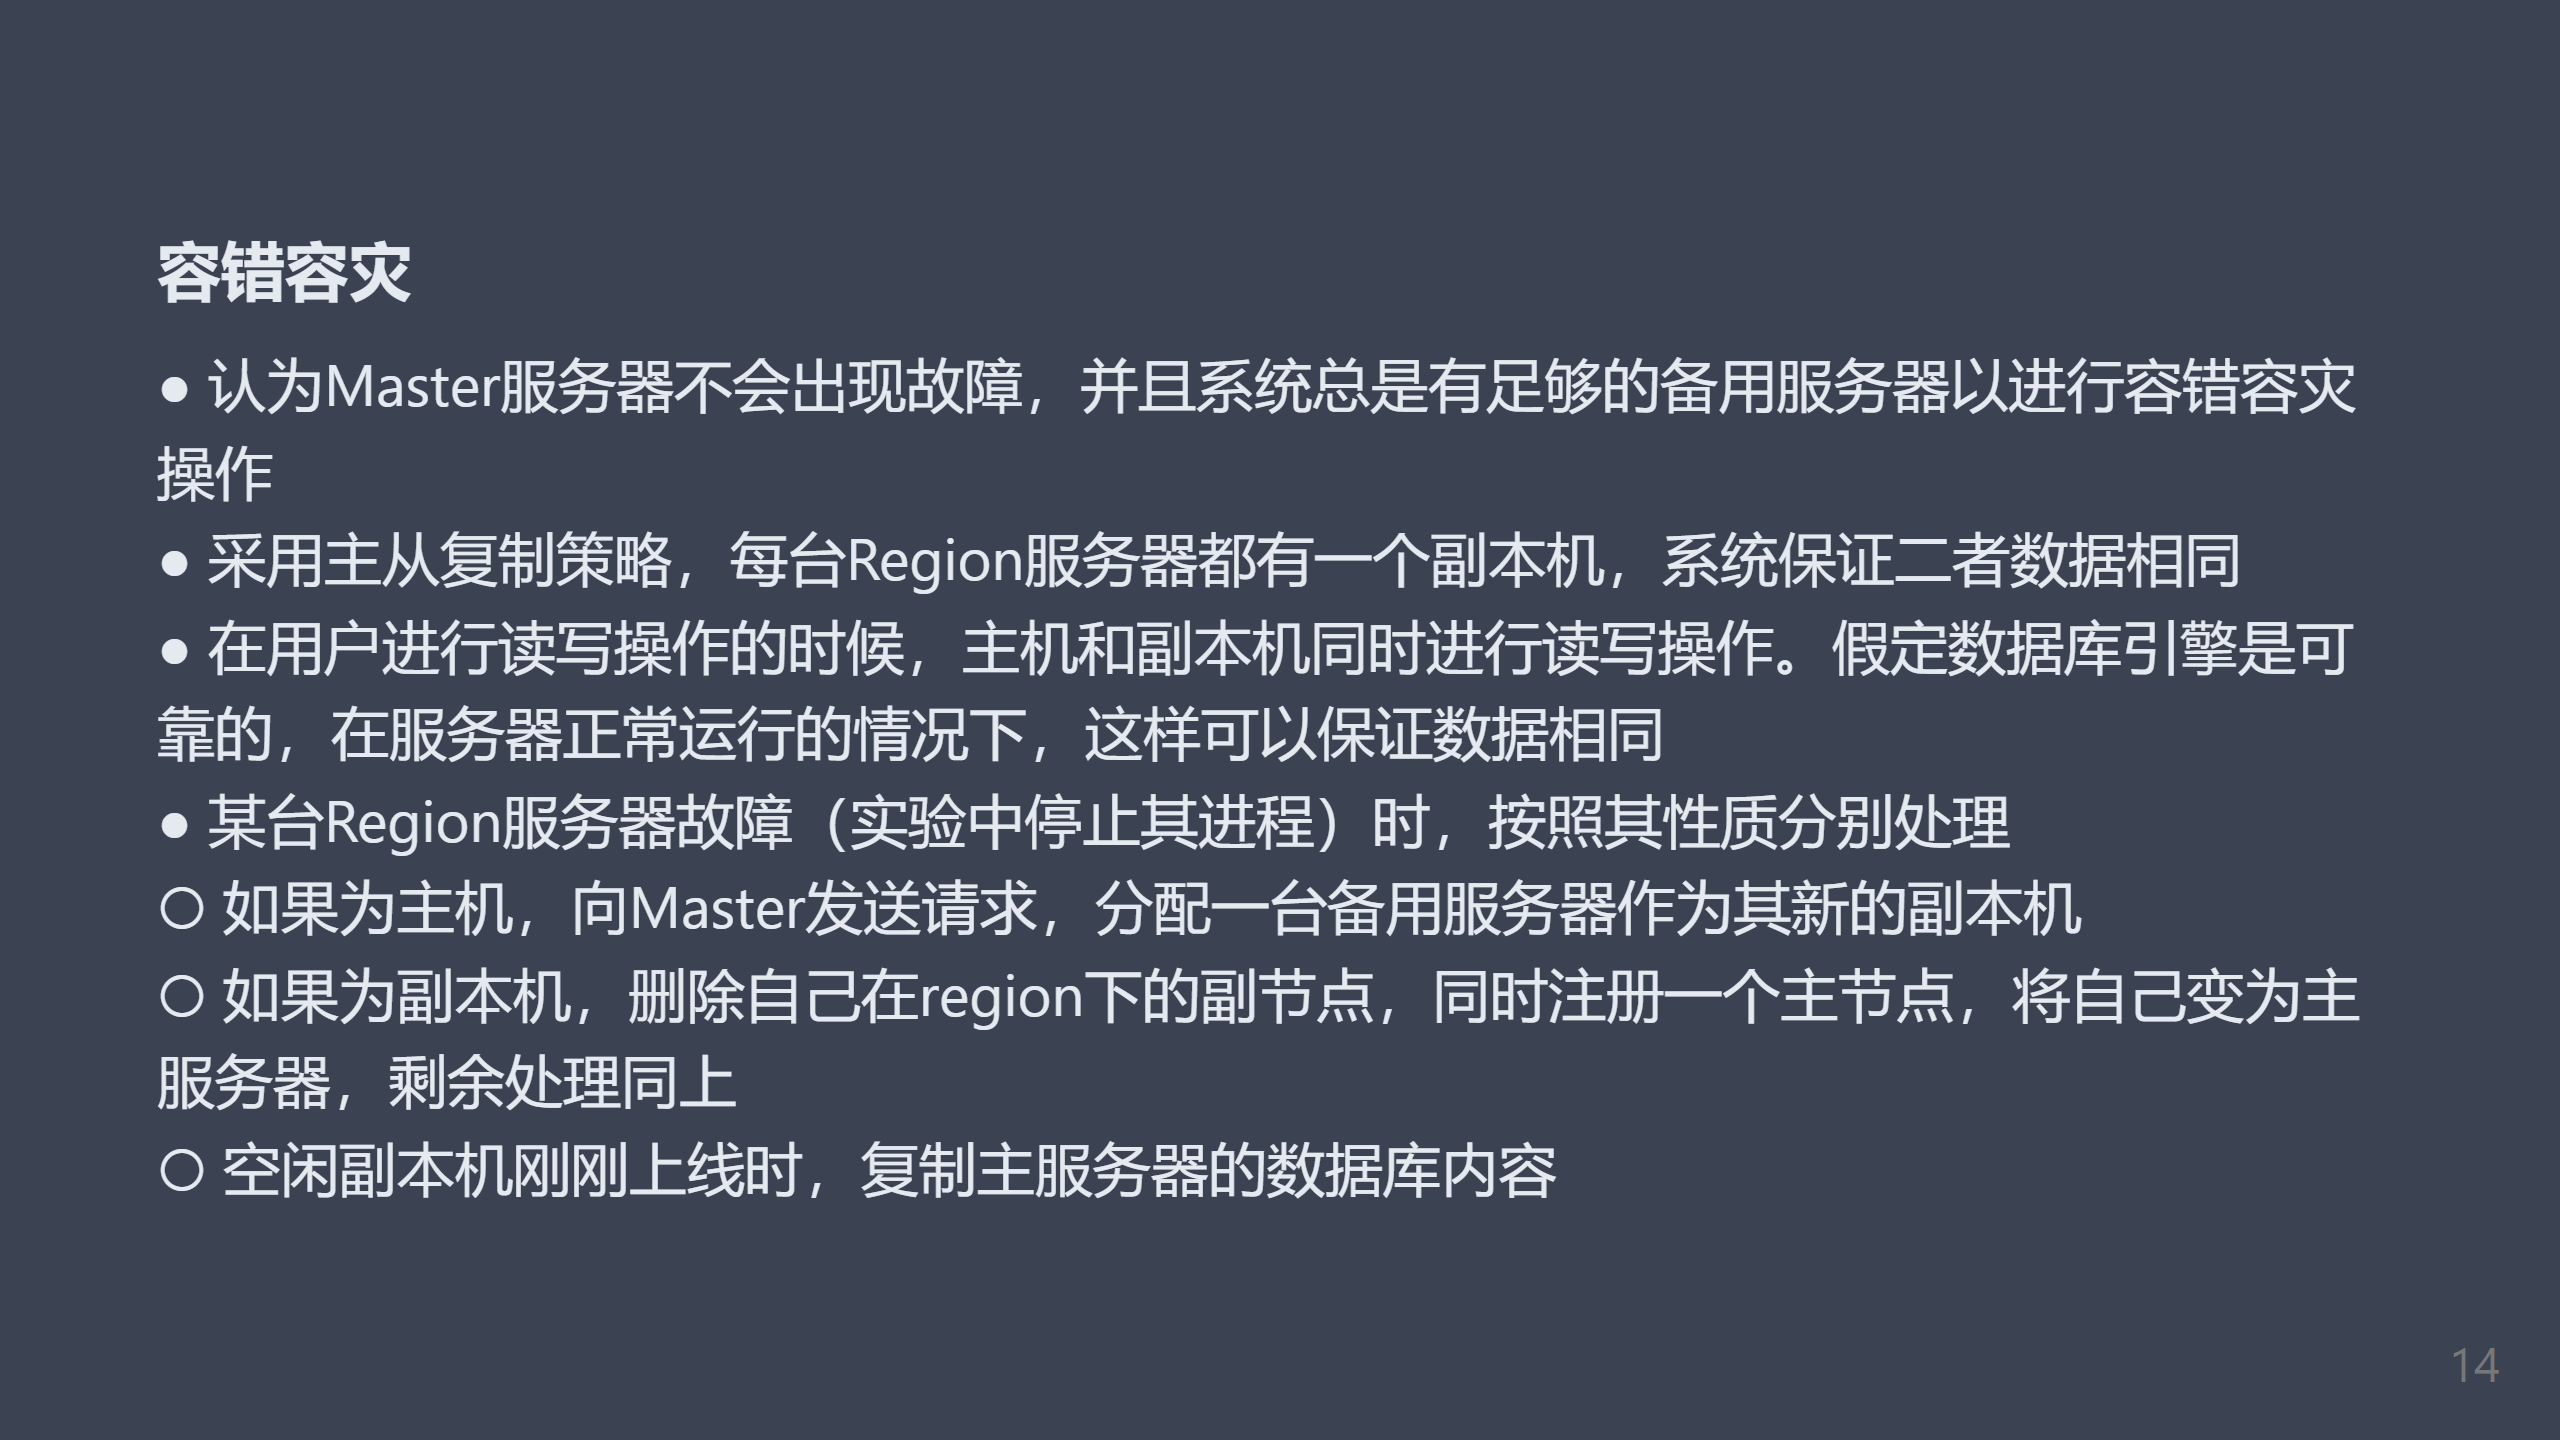 容错容灾
● 认为Master服务器不会出现故障，并且系统总是有足够的备用服务器以进行容错容灾
操作
● 采用主从复制策略，每台Region服务器都有一个副本机，系统保证二者数据相同
● 在用户进行读写操作的时候，主机和副本机同时进行读写操作。假定数据库引擎是可
靠的，在服务器正常运行的情况下，这样可以保证数据相同
● 某台Region服务器故障（实验中停止其进程）时，按照其性质分别处理
○ 如果为主机，向Master发送请求，分配一台备用服务器作为其新的副本机
○ 如果为副本机，删除自己在region下的副节点，同时注册一个主节点，将自己变为主
服务器，剩余处理同上
○ 空闲副本机刚刚上线时，复制主服务器的数据库内容
14